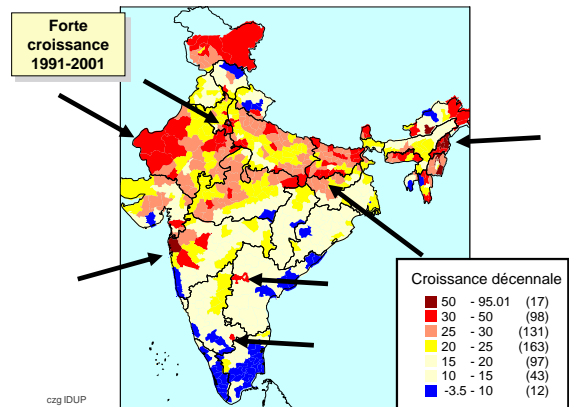 Forte
croissance
1991-2001
Croissance décennale
50 - 95.01 (17)
30 - 50 (98)
25 - 30 (131)
20 - 25 (163)
15 - 20 (97)
10 - 15 (43)
-3.5 - 10 (12)
czg IDUP